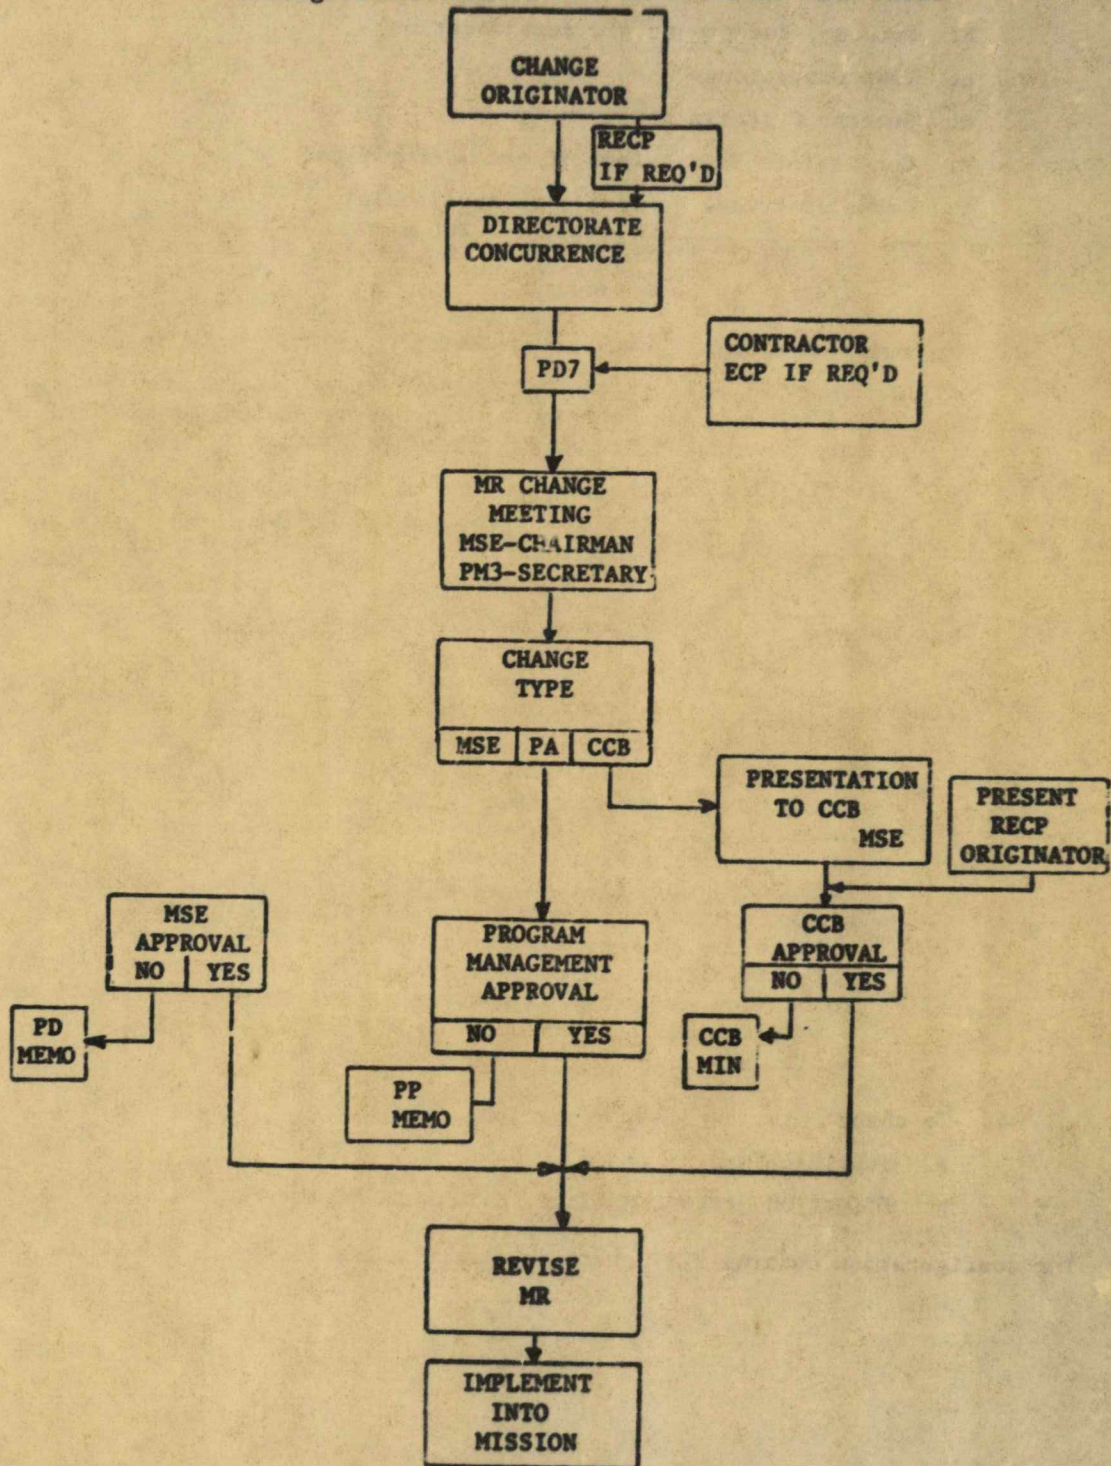 CHANGE
ORIGINATOR
RECP
IF REQ'D
DIRECTORATE
CONCURRENCE
PD7
CONTRACTOR
ECP IF REQ'D
MR CHANGE
MEETING
MSE-CHAIRMAN
PM3-SECRETARY
CHANGE
TYPE
MSE PA CCB
PRESENTATION
TO CCB
MSE
PRESENT
RECP
ORIGINATOR
MSE
APPROVAL
NO YES
PD
MEMO
PROGRAM
MANAGEMENT
APPROVAL
NO YES
PP
MEMO
CCB
APPROVAL
NO YES
CCB
MIN
REVISE
MR
IMPLEMENT
INTO
MISSION